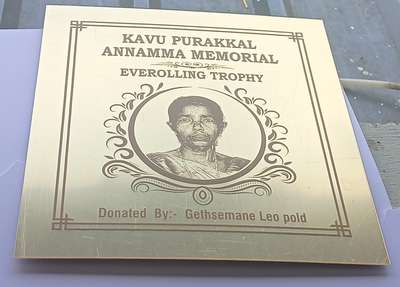 KAVU PURAKKAL
ANNAMMA MEMORIAL
EVEROLLING TROPHY
Donated By:- Gethsemane Leo pold